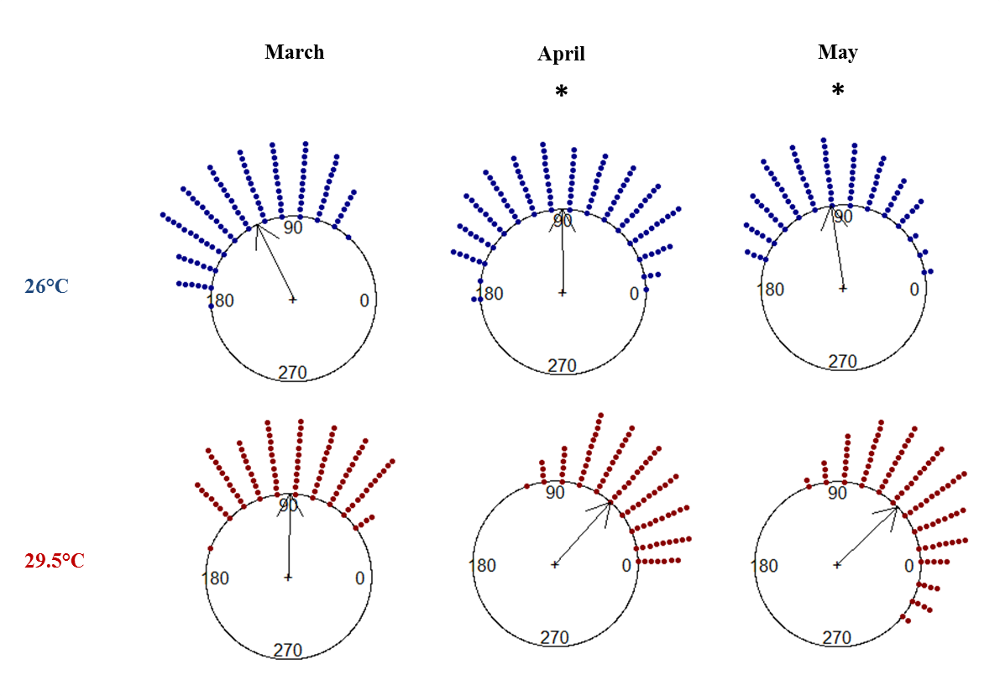 March April May
* *
90 90 90
26°C 180 0 180 0 180 0
270 270 270
90 90 90
29.5°C 180 0 180 0 180 0
270 270 270